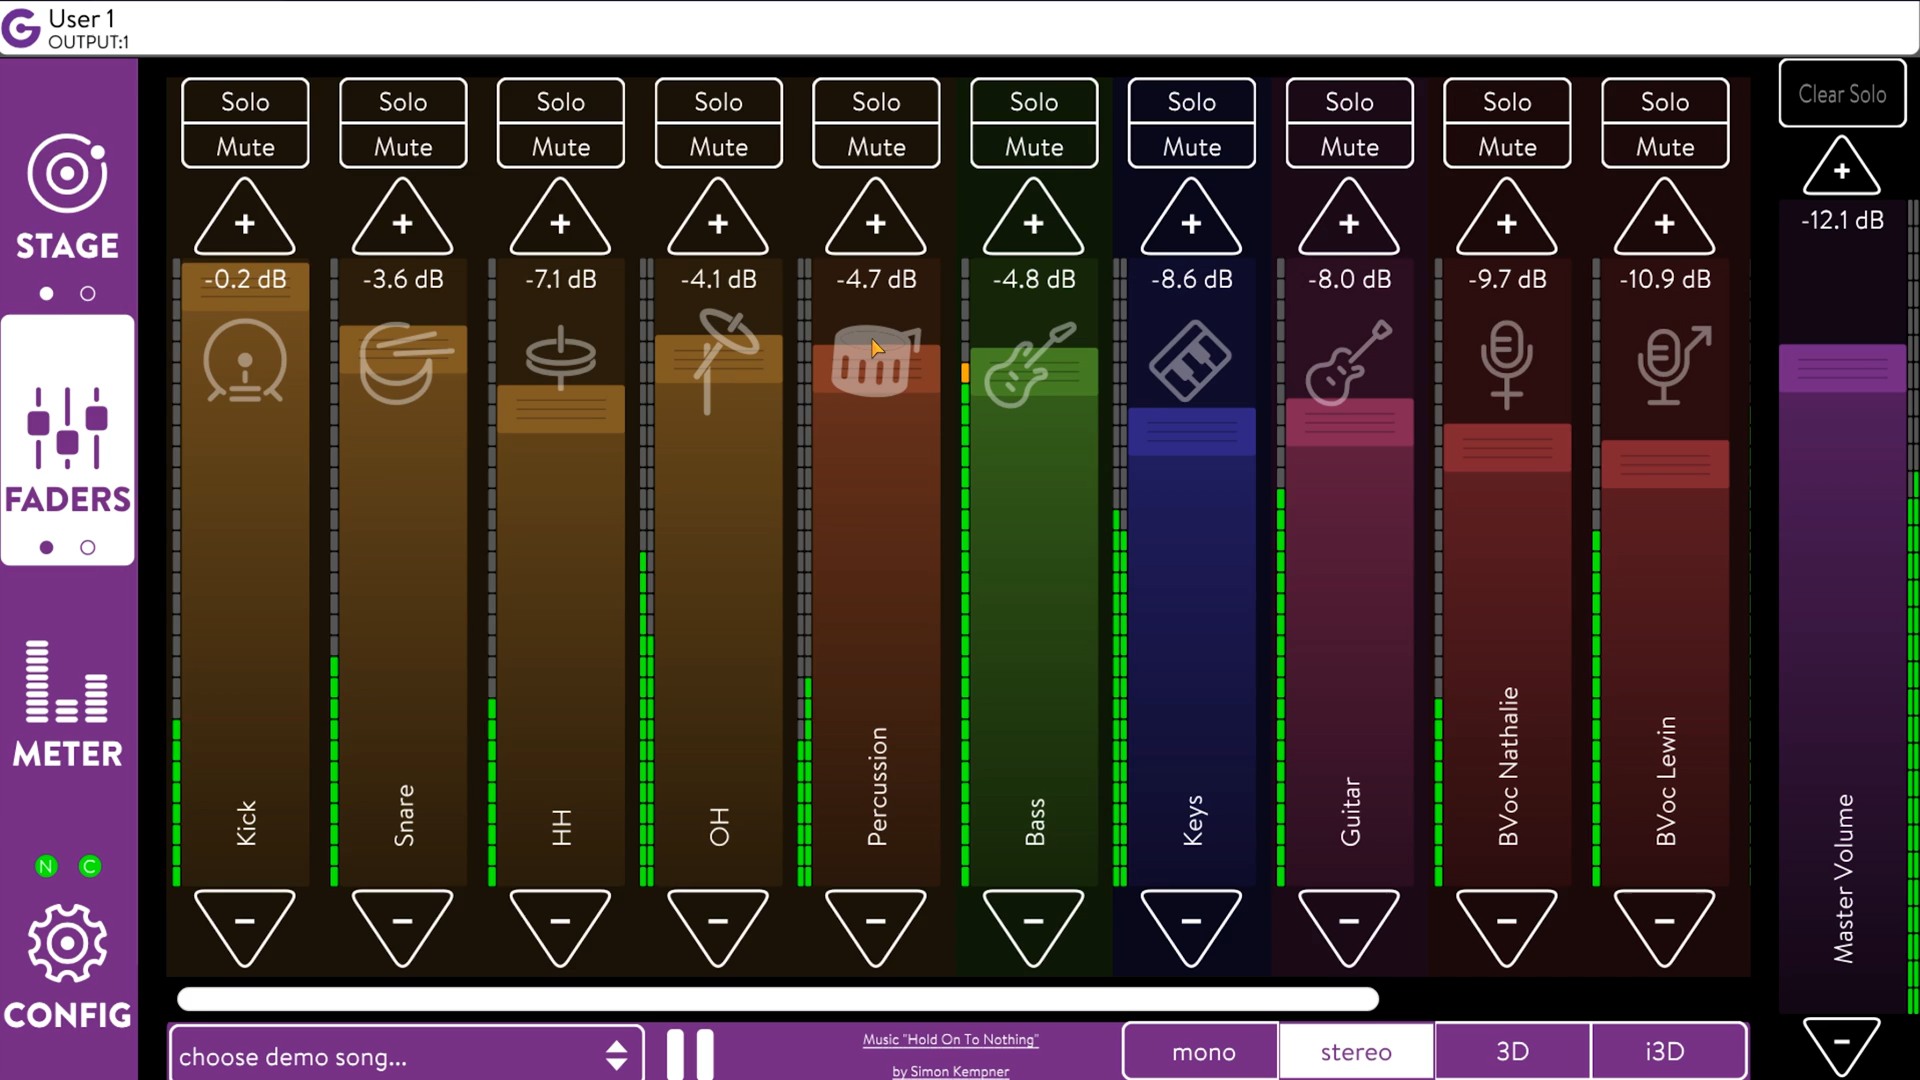 User 1
OUTPUT:1
STAGE
FADERS
METER
N C
CONFIG
Solo Solo Solo Solo Solo Solo Solo Solo Solo Solo
Clear Solo
Mute Mute Mute Mute Mute Mute Mute Mute Mute Mute
+ + + + + + + + + + +
-0.2 dB -3.6 dB -7.1 dB -4.1 dB -4.7 dB -4.8 dB -8.6 dB -8.0 dB -9.7 dB -10.9 dB
-12.1 dB
Kick
Snare
HH
OH
Percussion
Bass
Keys
Guitar
BVoc Nathalie
BVoc Lewin
Master Volume
- - - - - - - - - - -
choose demo song...
Music "Hold On To Nothing"
by Simon Kempner
mono stereo 3D i3D